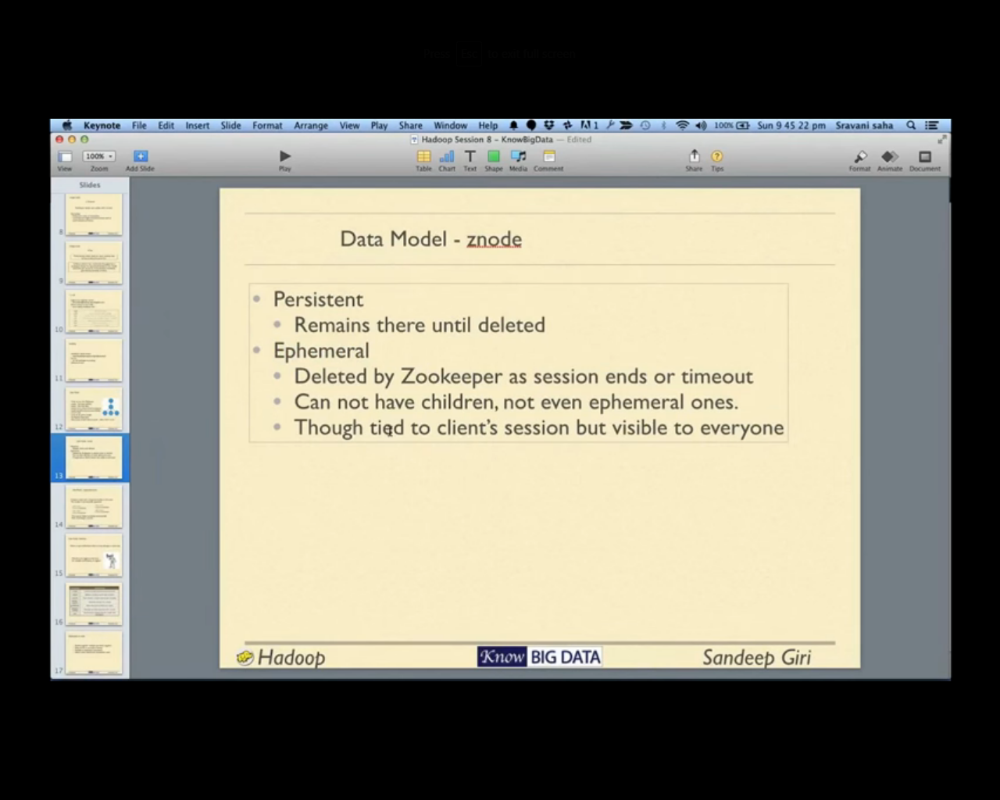 Keynote File Edit Insert Slide Format Arrange View Play Share Window Help 1 100% Sun 9 45 22 pm Sravani saha
Hadoop Session 8 – KnowBigData — Edited
100%
View Zoom Add Slide Play Table Chart Text Shape Media Comment Share Tips Format Animate Document
Slides
8
9
10
11
12
13
14
15
16
17
Data Model - znode
• Persistent
• Remains there until deleted
• Ephemeral
• Deleted by Zookeeper as session ends or timeout
• Can not have children, not even ephemeral ones.
• Though tied to client’s session but visible to everyone
Hadoop Know BIG DATA Sandeep Giri